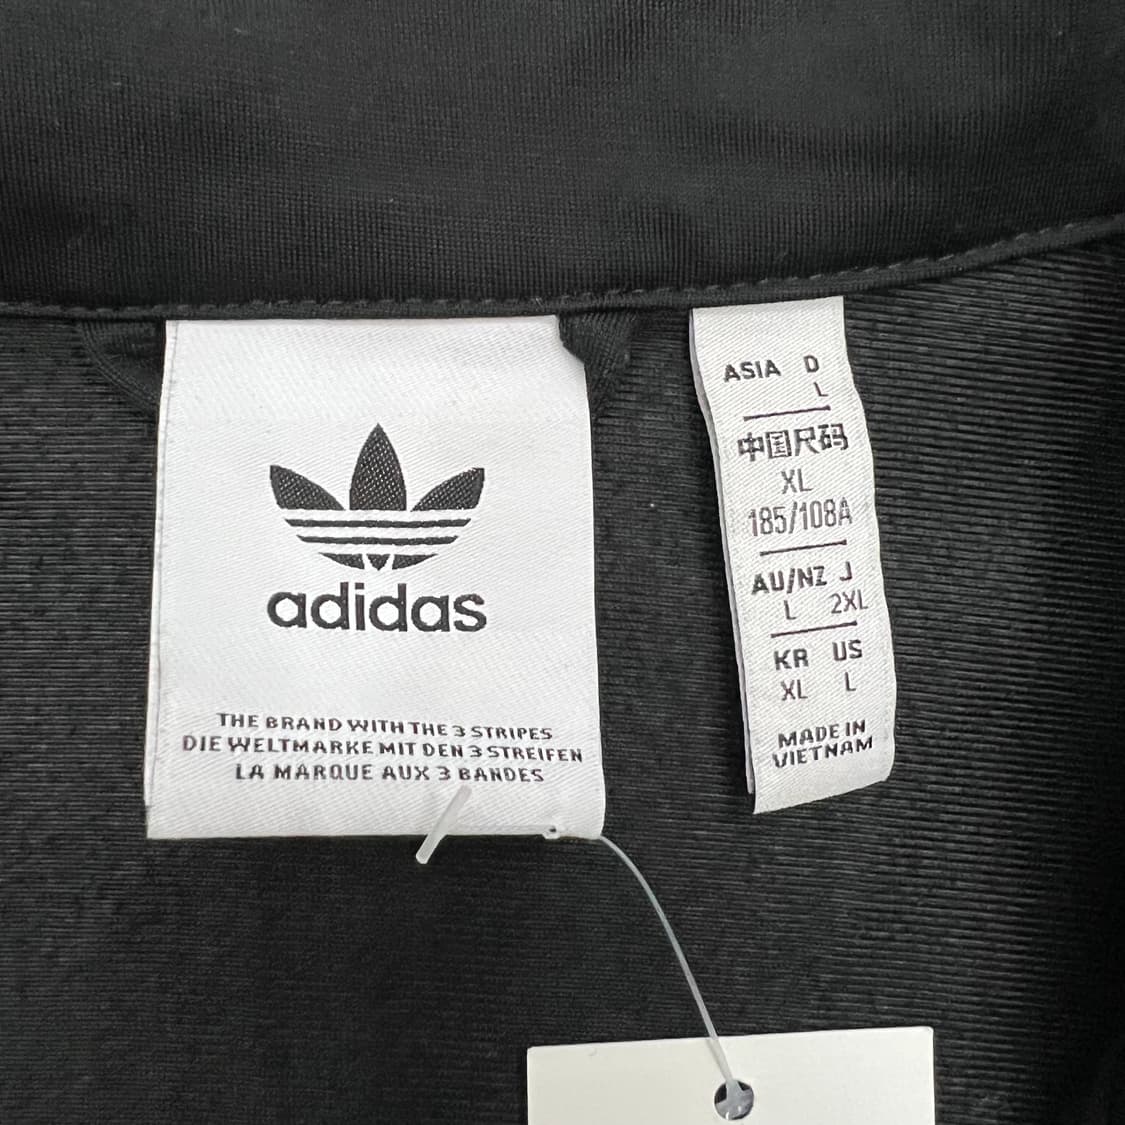 adidas
THE BRAND WITH THE 3 STRIPES
DIE WELTMARKE MIT DEN 3 STREIFEN
LA MARQUE AUX 3 BANDES
ASIA D
L
中国尺码
XL
185/108A
AU/NZ J
L 2XL
KR US
XL L
MADE IN
VIETNAM